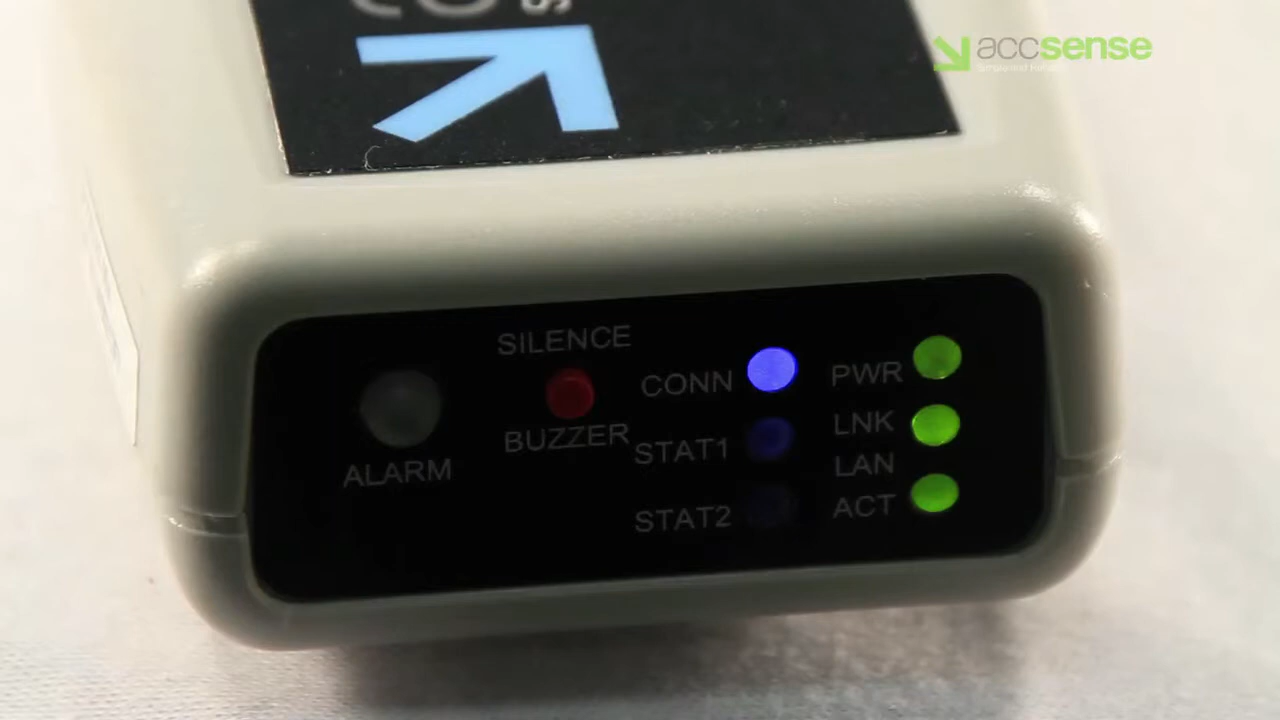 accsense
SILENCE
BUZZER
ALARM
CONN
STAT1
STAT2
PWR
LNK
LAN
ACT